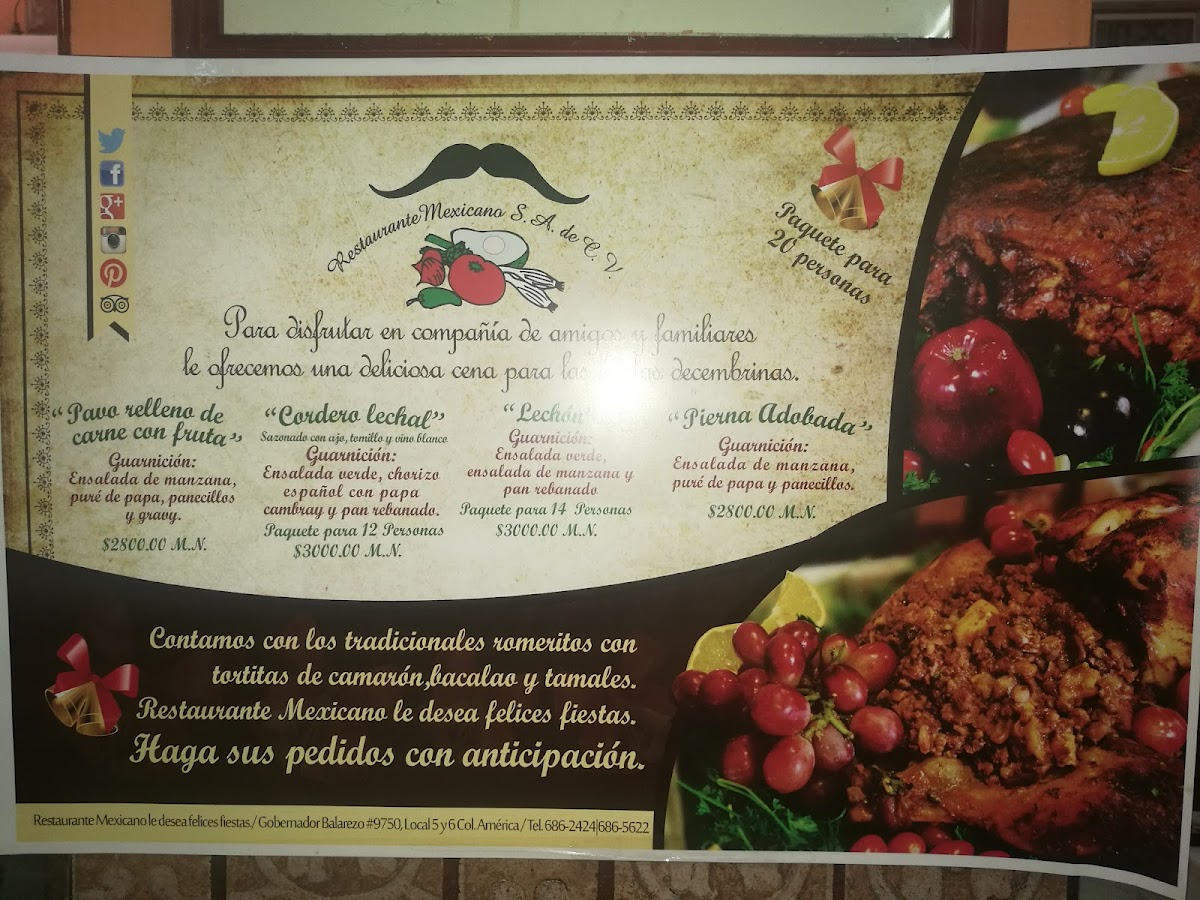 Restaurante Mexicano S. A. de C. V.
Paquete para
20 personas
Para disfrutar en compañía de amigos y familiares
le ofrecemos una deliciosa cena para las decembrinas.
"Pavo relleno de
carne con fruta"
Guarnición:
Ensalada de manzana,
puré de papa, panecillos
y gravy.
$2800.00 M.N.
"Cordero lechal"
Sazonado con ajo, tomillo y vino blanco
Guarnición:
Ensalada verde, chorizo
español con papa
cambray y pan rebanado.
Paquete para 12 Personas
$3000.00 M.N.
"Lechón
Guarnición:
Ensalada verde,
ensalada de manzana y
pan rebanado
Paquete para 14 Personas
$3000.00 M.N.
"Pierna Adobada"
Guarnición:
Ensalada de manzana,
puré de papa y panecillos.
$2800.00 M.N.
Contamos con los tradicionales romeritos con
tortitas de camarón,bacalao y tamales.
Restaurante Mexicano le desea felices fiestas.
Haga sus pedidos con anticipación.
Restaurante Mexicano le desea felices fiestas./ Gobernador Balarezo #9750, Local 5 y 6 Col. América / Tel. 686-2424|686-5622